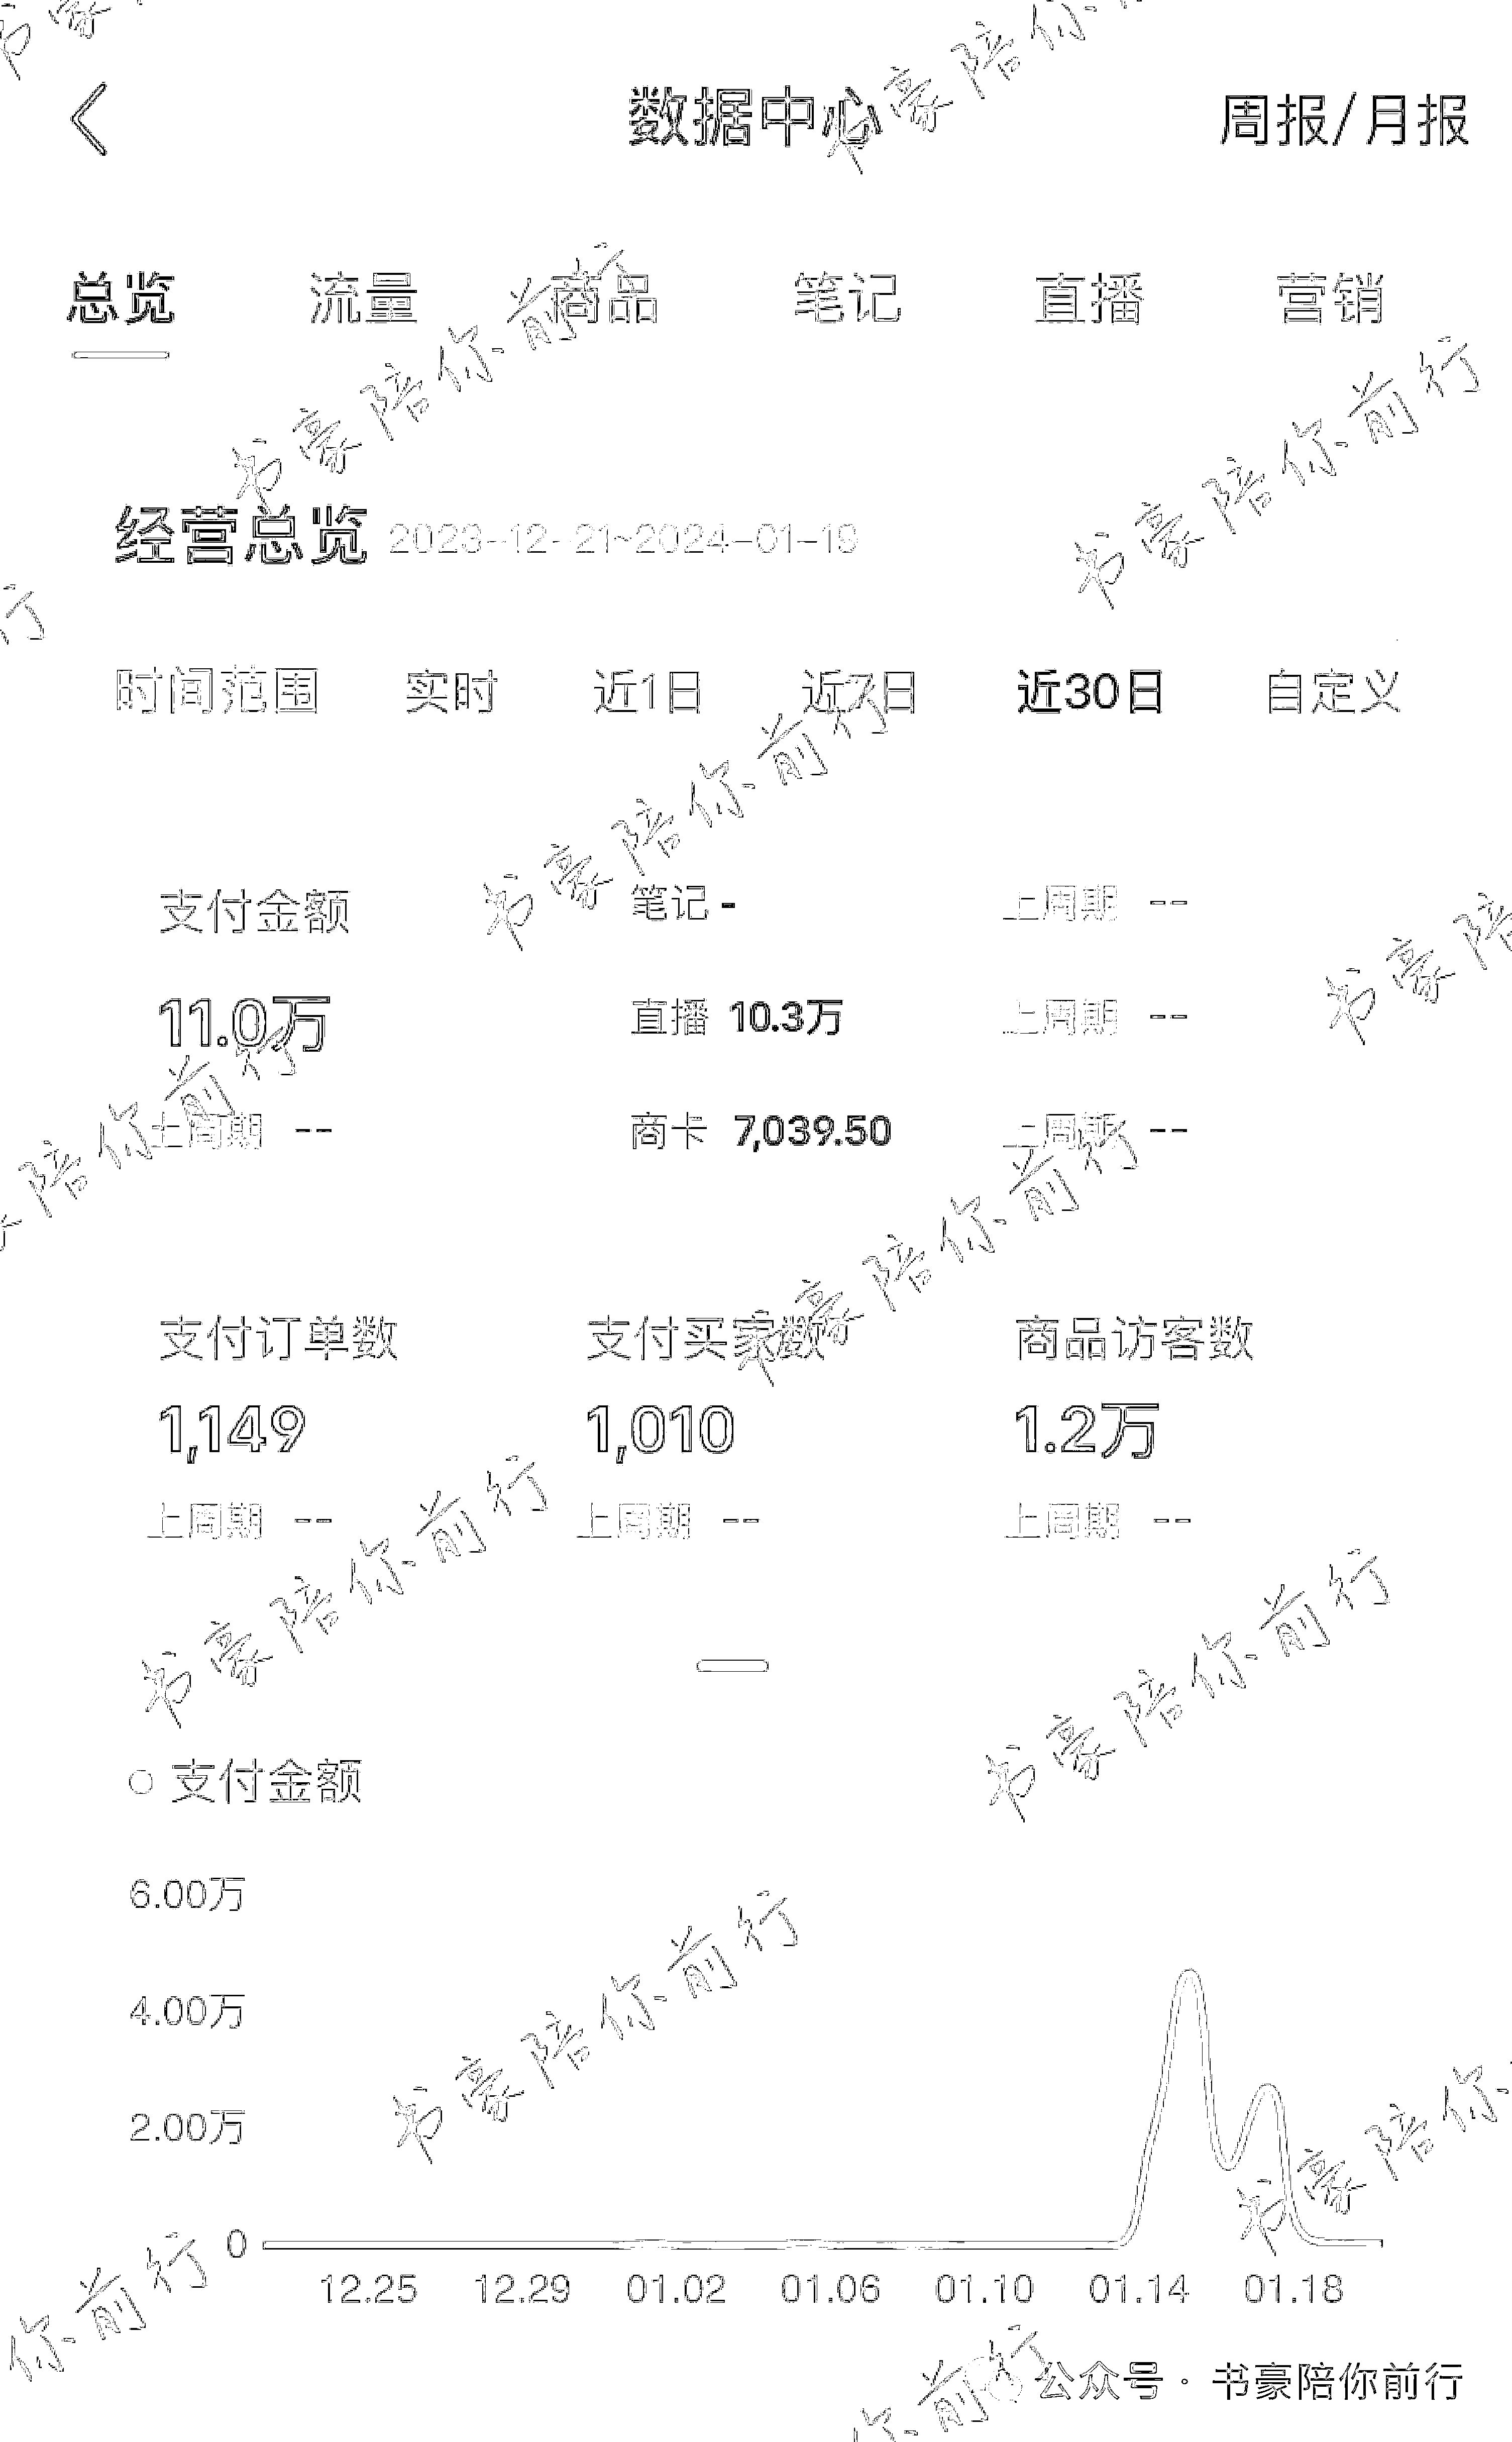 数据中心 周报/月报
总览 流量 商品 笔记 直播 营销
经营总览 2023-12-21~2024-01-19
时间范围 实时 近1日 近7日 近30日 自定义
支付金额 笔记 - 上周期 --
11.0万 直播 10.3万 上周期 --
上周期 -- 商卡 7,039.50 上周期 --
支付订单数 支付买家数 商品访客数
1,149 1,010 1.2万
上周期 -- 上周期 -- 上周期 --
支付金额
6.00万
4.00万
2.00万
0
12.25 12.29 01.02 01.06 01.10 01.14 01.18
公众号·书豪陪你前行
书豪陪你前行